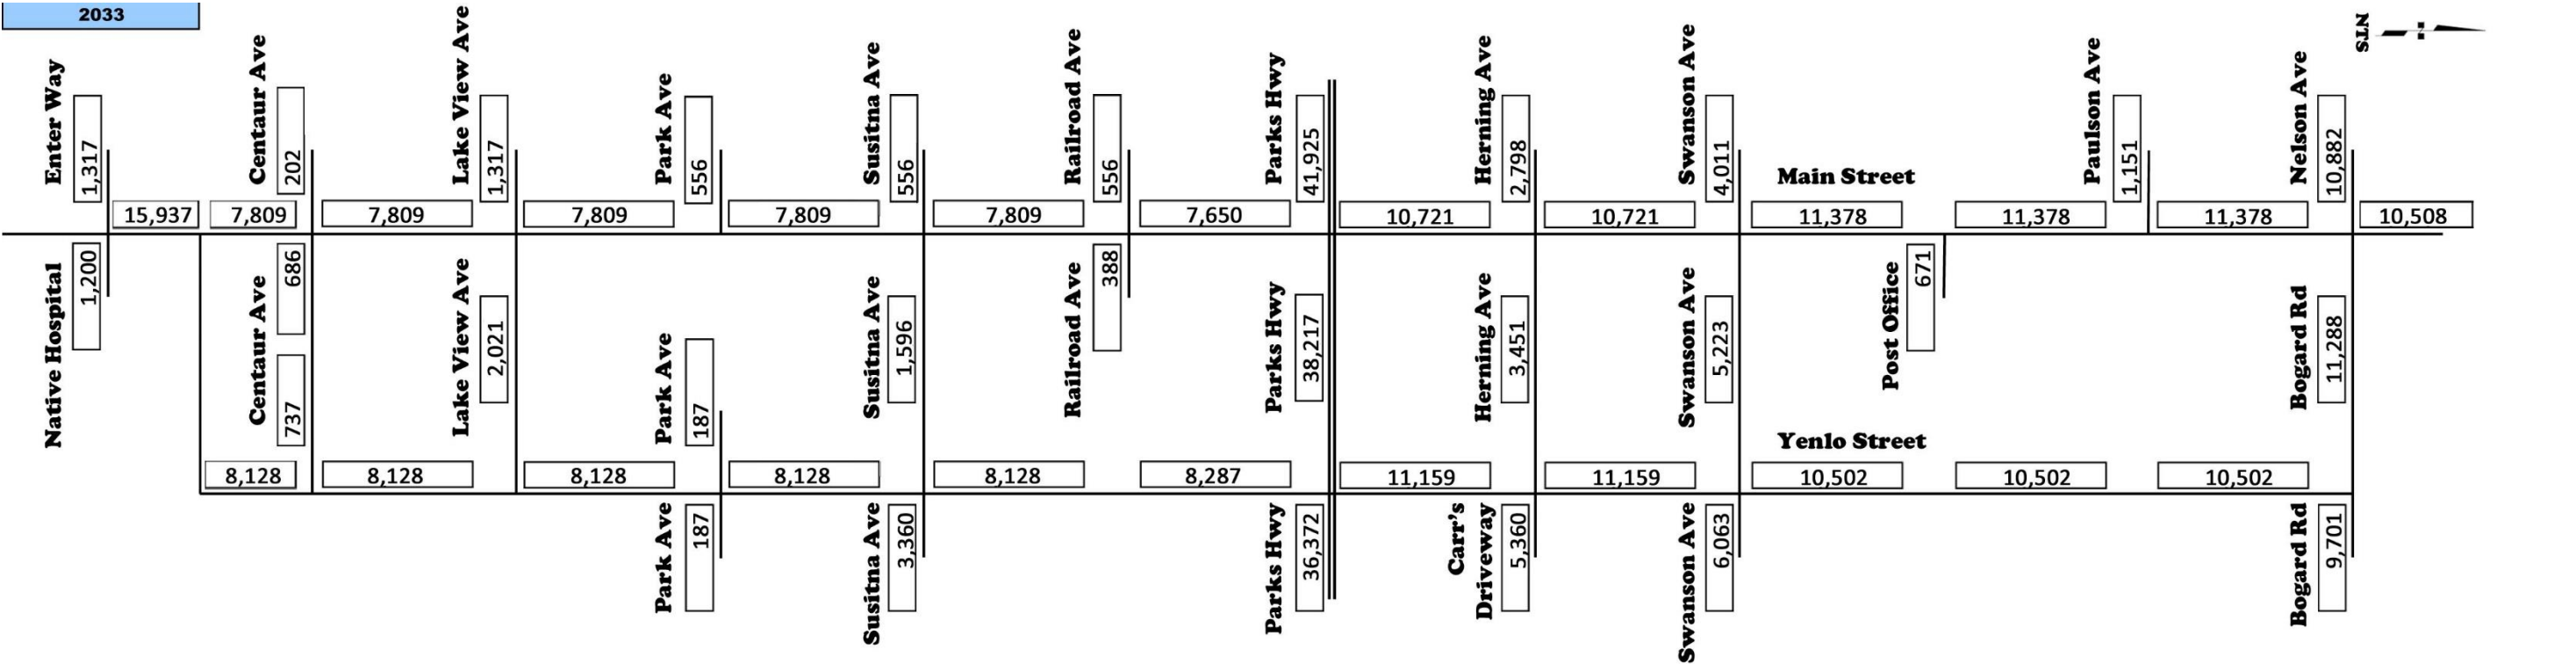 2033
NTS
Enter Way
1,317
Centaur Ave
202
Lake View Ave
1,317
Park Ave
556
Susitna Ave
556
Railroad Ave
556
Parks Hwy
41,925
Herning Ave
2,798
Swanson Ave
4,011
Main Street
Paulson Ave
1,151
Nelson Ave
10,882
15,937
7,809
7,809
7,809
7,809
7,809
7,650
10,721
10,721
11,378
11,378
11,378
10,508
Native Hospital
1,200
Centaur Ave
686
737
Lake View Ave
2,021
Park Ave
187
Susitna Ave
1,596
Railroad Ave
388
Parks Hwy
38,217
Herning Ave
3,451
Swanson Ave
5,223
Post Office
671
Bogard Rd
11,288
Yenlo Street
8,128
8,128
8,128
8,128
8,128
8,287
11,159
11,159
10,502
10,502
10,502
Park Ave
187
Susitna Ave
3,360
Parks Hwy
36,372
Carr's
Driveway
5,360
Swanson Ave
6,063
Bogard Rd
9,701